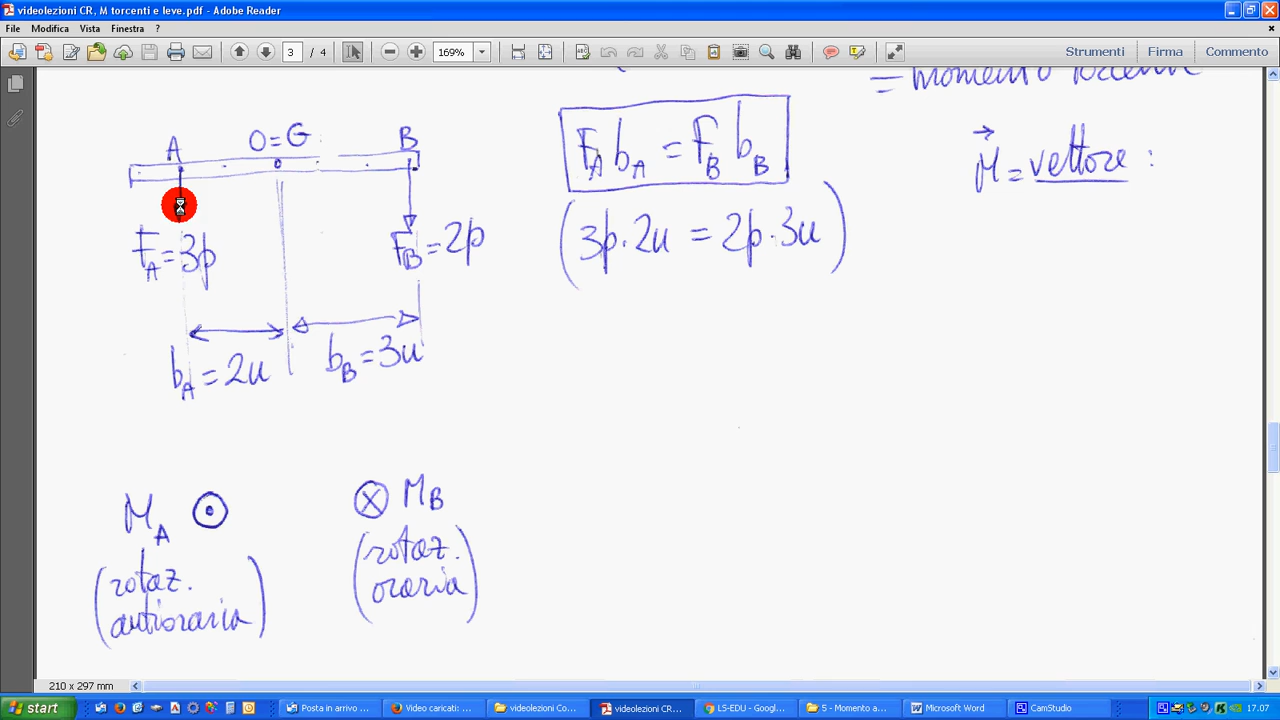 videolezioni CR, M torcenti e leve.pdf - Adobe Reader
File Modifica Vista Finestra ?
3 / 4 169% Strumenti Firma Commento
= momento torcente
A O=G B
F_A b_A = F_B b_B
M⃗ = vettore :
F_A = 3p
F_B = 2p
(3p·2u = 2p·3u)
b_A = 2u
b_B = 3u
M_A ⊙
⊗ M_B
(rotaz.
antioraria)
(rotaz.
oraria)
210 x 297 mm
start
Posta in arrivo ...
Video caricati: ...
videolezioni Co...
videolezioni CR...
LS-EDU - Googl...
5 - Momento a...
Microsoft Word
CamStudio
17.07